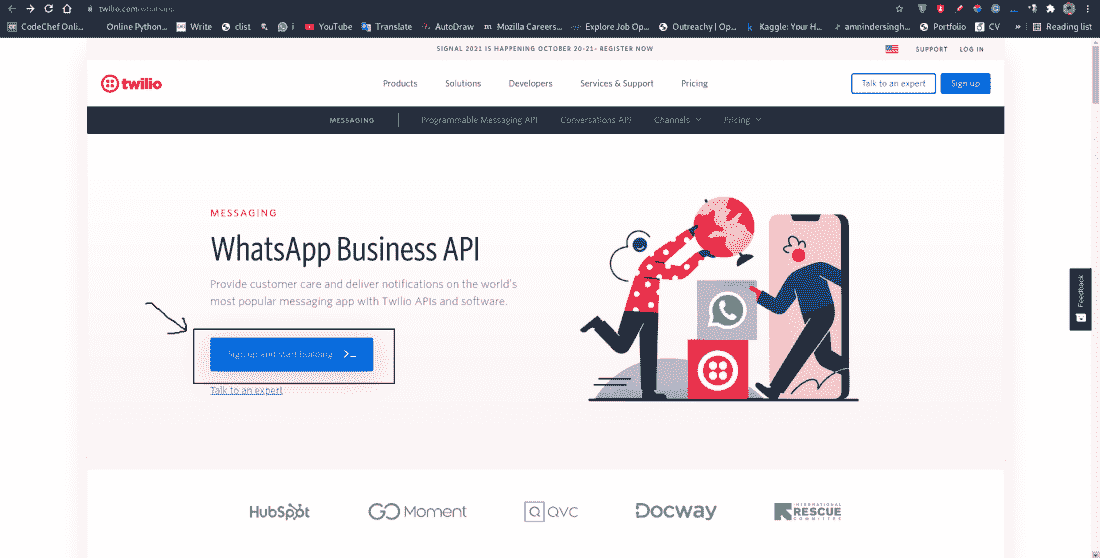 twilio.com/whatsapp
CodeChef Onli... Online Python... Write clist i YouTube Translate AutoDraw Mozilla Careers... Explore Job Op... Outreachy | Op... Kaggle: Your H... amnindersingh... Portfolio CV » Reading list
SIGNAL 2021 IS HAPPENING OCTOBER 20-21- REGISTER NOW SUPPORT LOG IN
twilio Products Solutions Developers Services & Support Pricing Talk to an expert Sign up
MESSAGING Programmable Messaging API Conversations API Channels Pricing
MESSAGING
WhatsApp Business API
Provide customer care and deliver notifications on the world's
most popular messaging app with Twilio APIs and software.
Sign up and start building >_
Talk to an expert
Feedback
HubSpot GO Moment QVC Docway INTERNATIONAL
RESCUE
COMMITTEE